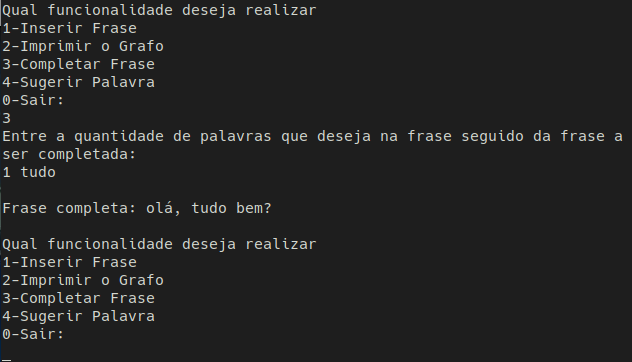 Qual funcionalidade deseja realizar
1-Inserir Frase
2-Imprimir o Grafo
3-Completar Frase
4-Sugerir Palavra
0-Sair:
3
Entre a quantidade de palavras que deseja na frase seguido da frase a
ser completada:
1 tudo
Frase completa: olá, tudo bem?
Qual funcionalidade deseja realizar
1-Inserir Frase
2-Imprimir o Grafo
3-Completar Frase
4-Sugerir Palavra
0-Sair: